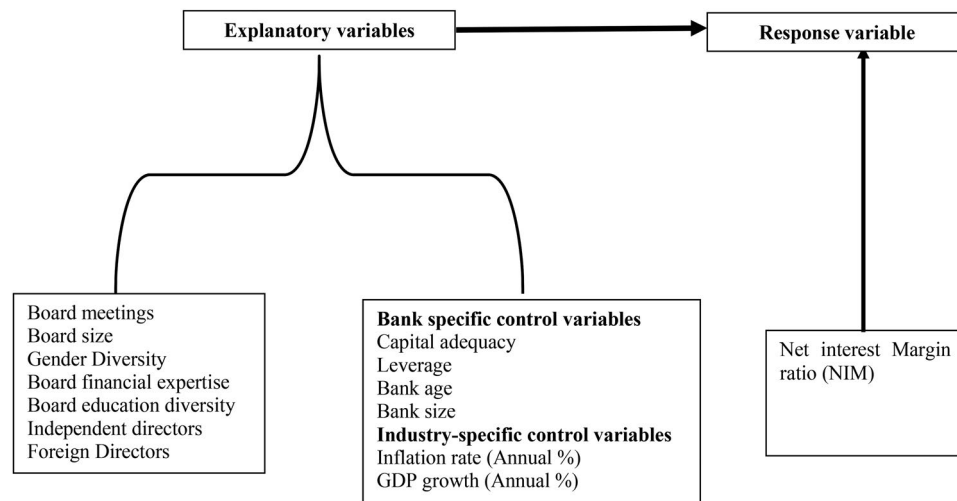 Explanatory variables
Response variable
Board meetings
Board size
Gender Diversity
Board financial expertise
Board education diversity
Independent directors
Foreign Directors
Bank specific control variables
Capital adequacy
Leverage
Bank age
Bank size
Industry-specific control variables
Inflation rate (Annual %)
GDP growth (Annual %)
Net interest Margin
ratio (NIM)